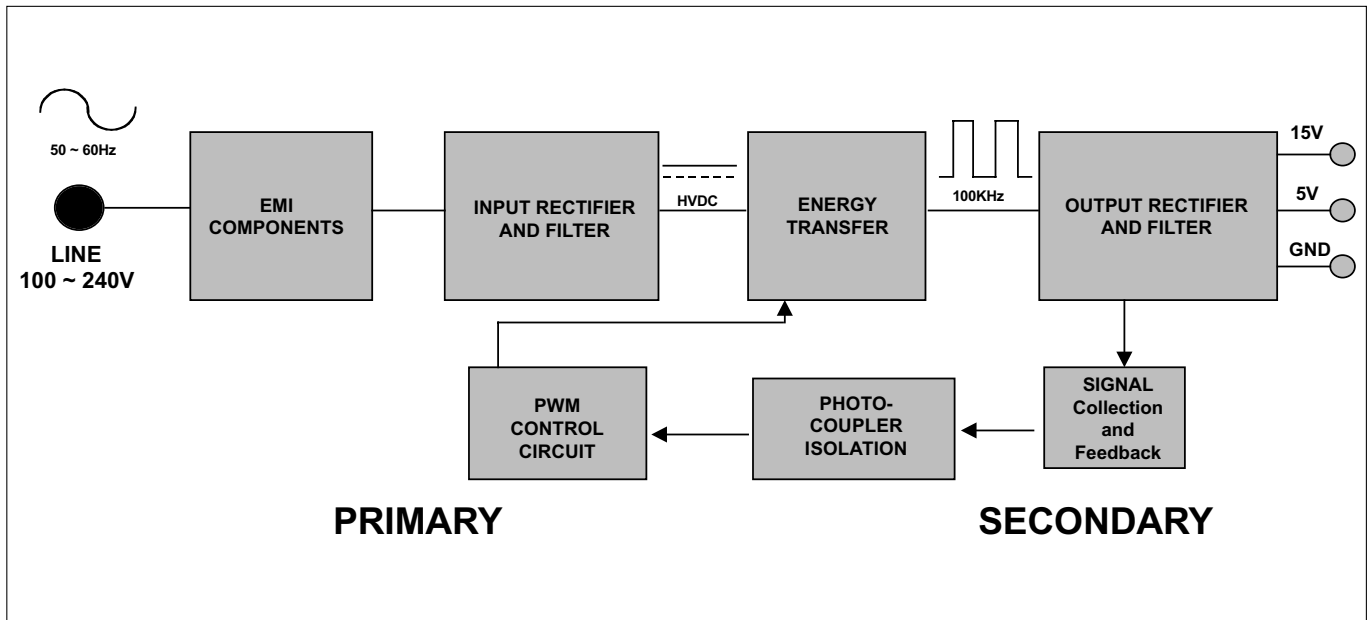 50 ~ 60Hz
LINE
100 ~ 240V
EMI
COMPONENTS
INPUT RECTIFIER
AND FILTER
HVDC
ENERGY
TRANSFER
100KHz
OUTPUT RECTIFIER
AND FILTER
15V
5V
GND
PWM
CONTROL
CIRCUIT
PHOTO-
COUPLER
ISOLATION
SIGNAL
Collection
and
Feedback
PRIMARY
SECONDARY